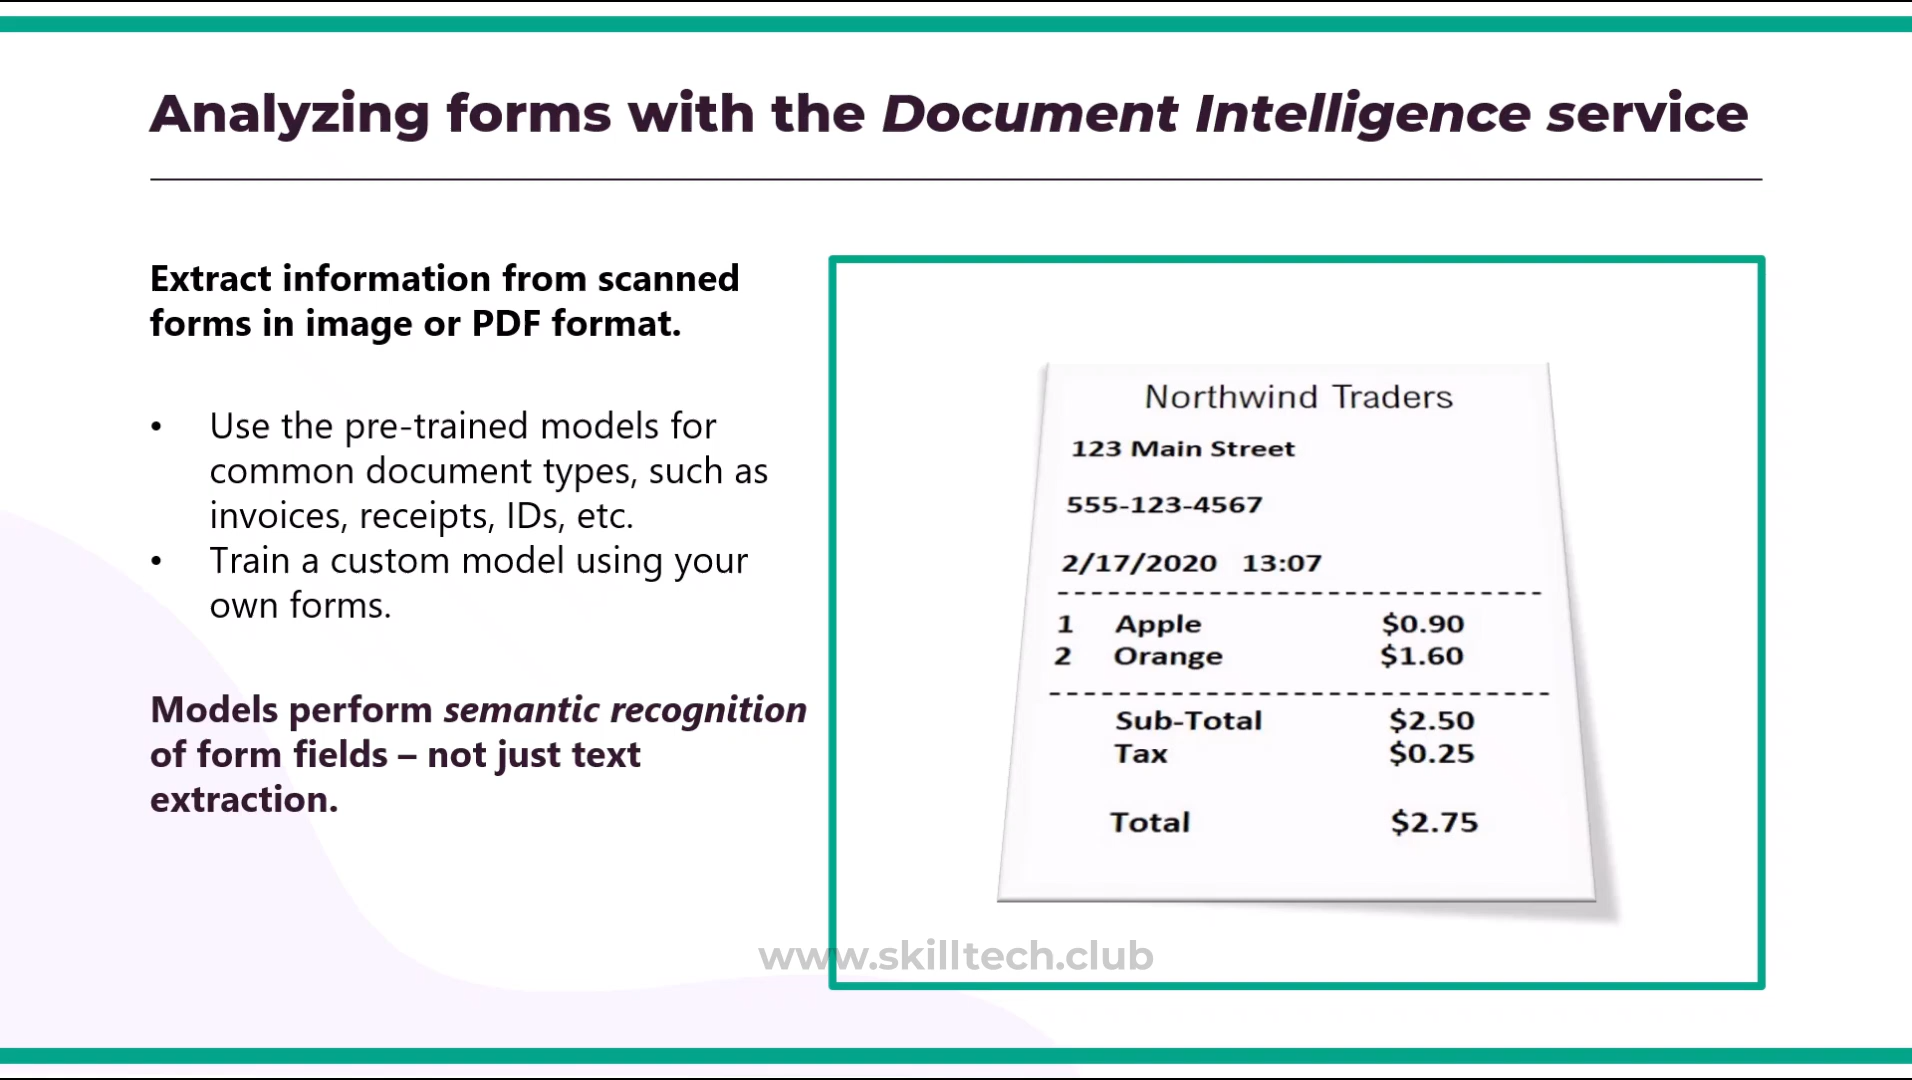 Analyzing forms with the Document Intelligence service
Extract information from scanned
forms in image or PDF format.
• Use the pre-trained models for
common document types, such as
invoices, receipts, IDs, etc.
• Train a custom model using your
own forms.
Models perform semantic recognition
of form fields – not just text
extraction.
Northwind Traders
123 Main Street
555-123-4567
2/17/2020 13:07
1 Apple $0.90
2 Orange $1.60
Sub-Total $2.50
Tax $0.25
Total $2.75
www.skilltech.club